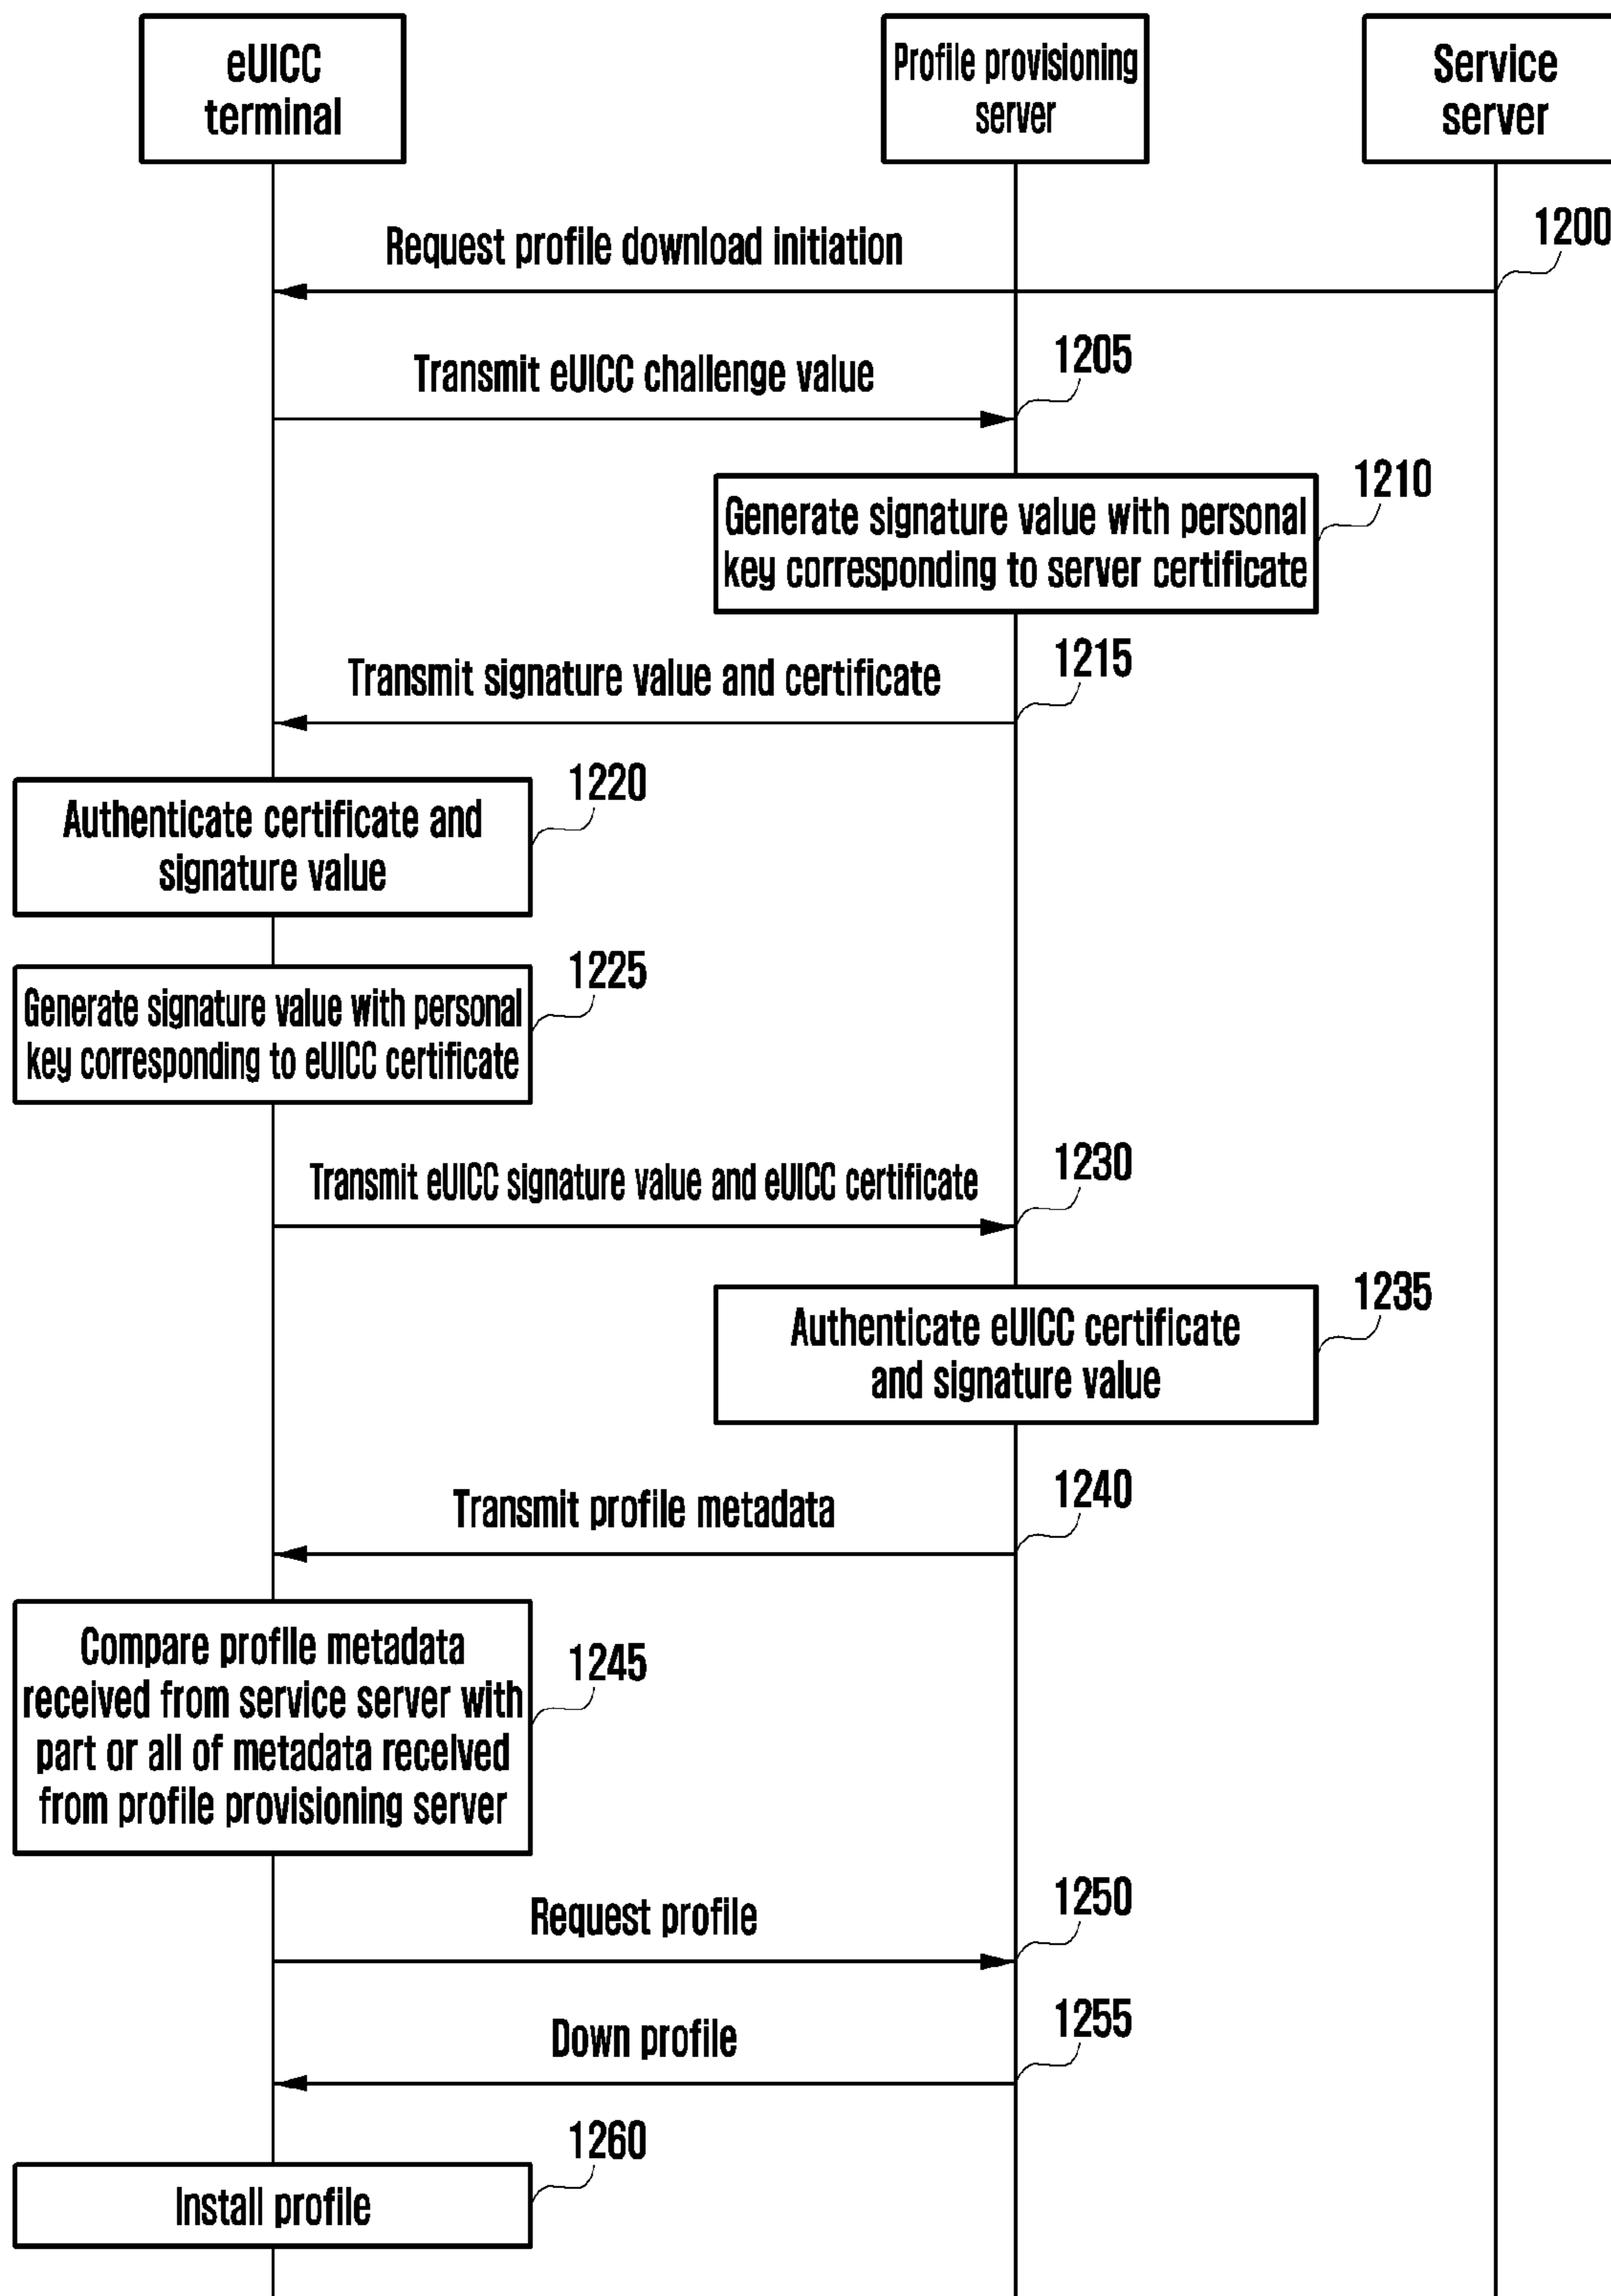 eUICC
terminal
Profile provisioning
server
Service
server
1200
Request profile download initiation
1205
Transmit eUICC challenge value
1210
Generate signature value with personal
key corresponding to server certificate
1215
Transmit signature value and certificate
1220
Authenticate certificate and
signature value
1225
Generate signature value with personal
key corresponding to eUICC certificate
1230
Transmit eUICC signature value and eUICC certificate
1235
Authenticate eUICC certificate
and signature value
1240
Transmit profile metadata
Compare profile metadata
received from service server with
part or all of metadata received
from profile provisioning server
1245
1250
Request profile
1255
Down profile
1260
Install profile